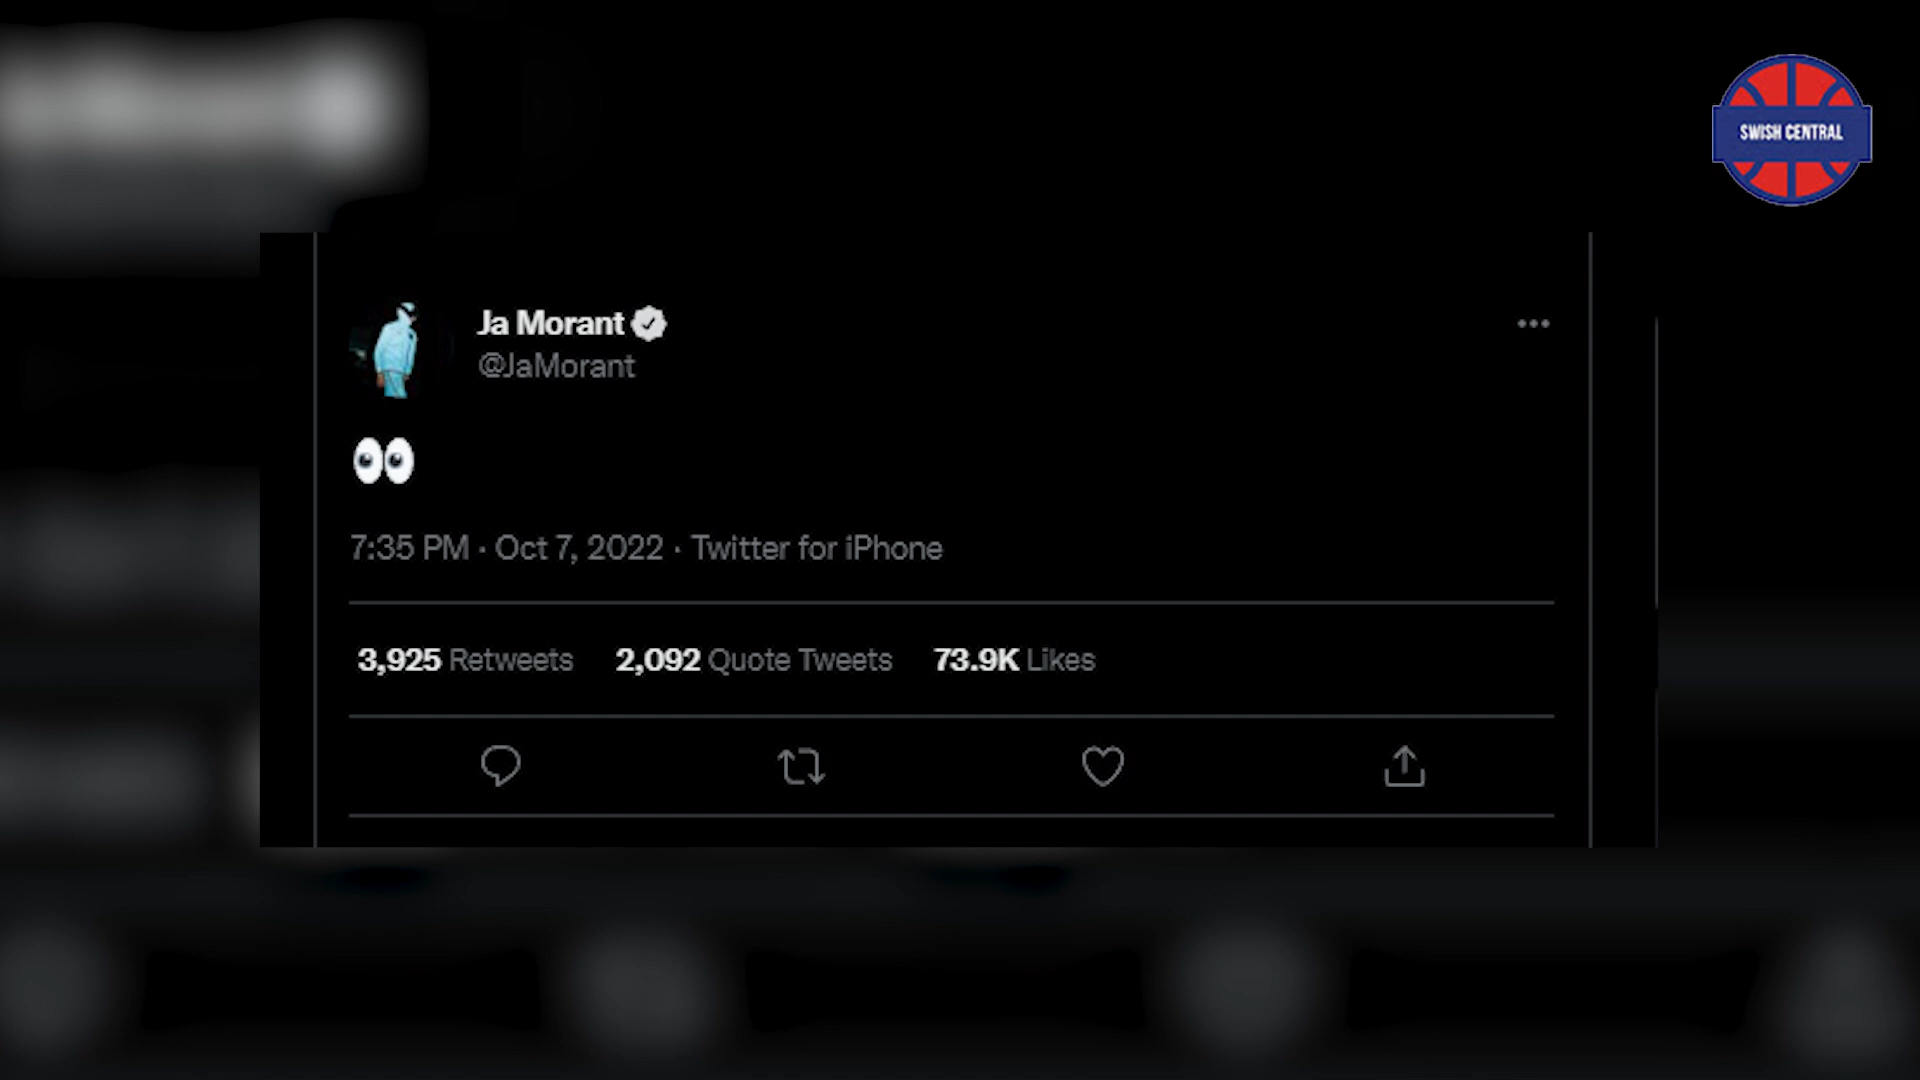 SWISH CENTRAL
Ja Morant
@JaMorant
👀
7:35 PM · Oct 7, 2022 · Twitter for iPhone
3,925 Retweets 2,092 Quote Tweets 73.9K Likes